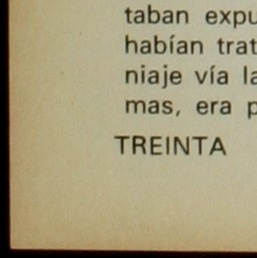 taban expu
habían trat
niaje vía la
mas, era p
TREINTA